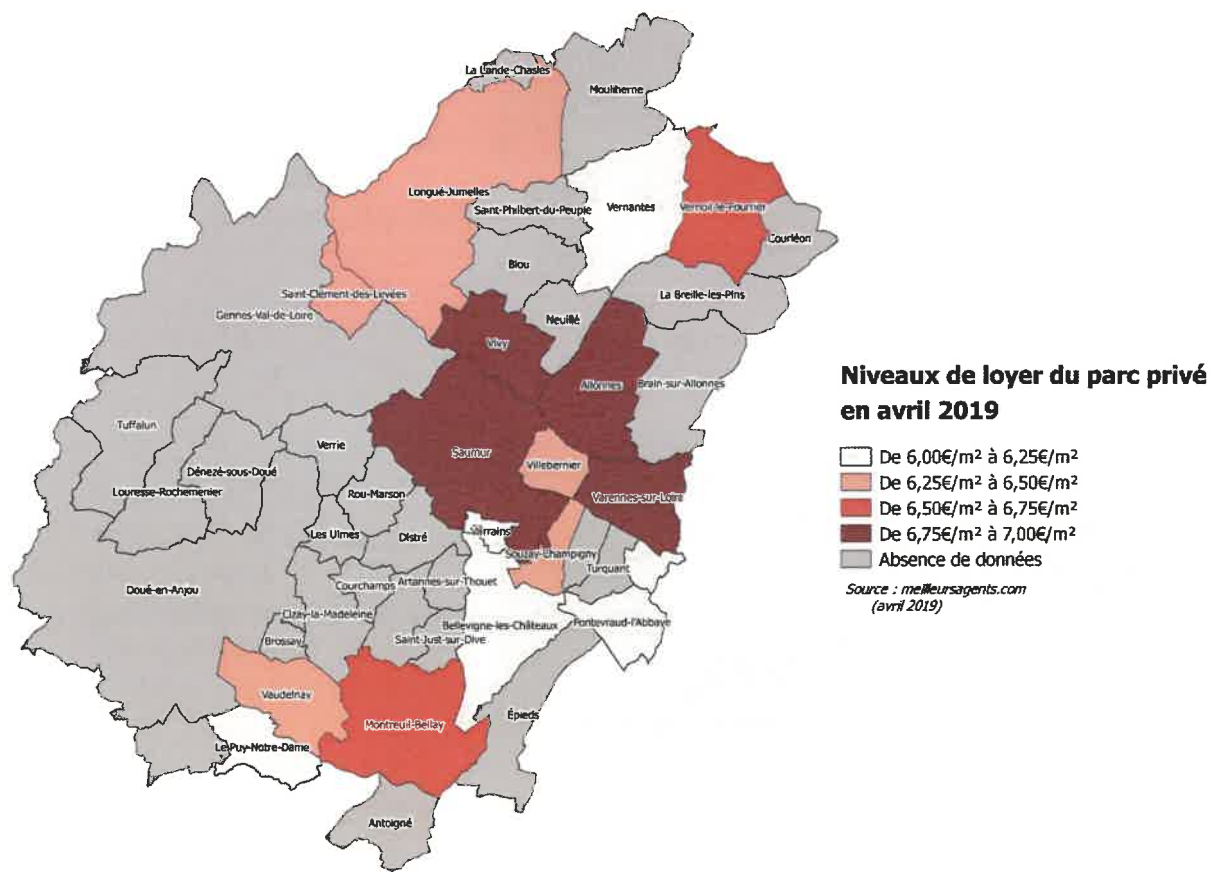 La Lande-Chasles
Mouliherne
Longué-Jumelles
Saint-Philbert-du-Peuple
Vernantes
Vernoil-le-Fourrier
Courléon
Blou
La Breille-les-Pins
Saint-Clément-des-Levées
Gennes-Val-de-Loire
Neuillé
Vivy
Allonnes
Brain-sur-Allonnes
Niveaux de loyer du parc privé
en avril 2019
De 6,00€/m² à 6,25€/m²
De 6,25€/m² à 6,50€/m²
De 6,50€/m² à 6,75€/m²
De 6,75€/m² à 7,00€/m²
Absence de données
Source : meilleursagents.com
(avril 2019)
Tuffalun
Verrie
Saumur
Villebernier
Dénezé-sous-Doué
Louresse-Rochemenier
Rou-Marson
Varennes-sur-Loire
Les Ulmes
Distré
Souzay-Champigny
Turquant
Doué-en-Anjou
Courchamps
Artannes-sur-Thouet
Cizay-la-Madeleine
Bellevigne-les-Châteaux
Fontevraud-l'Abbaye
Brossay
Saint-Just-sur-Dive
Vaudelnay
Montreuil-Bellay
Épieds
Le Puy-Notre-Dame
Antoigné